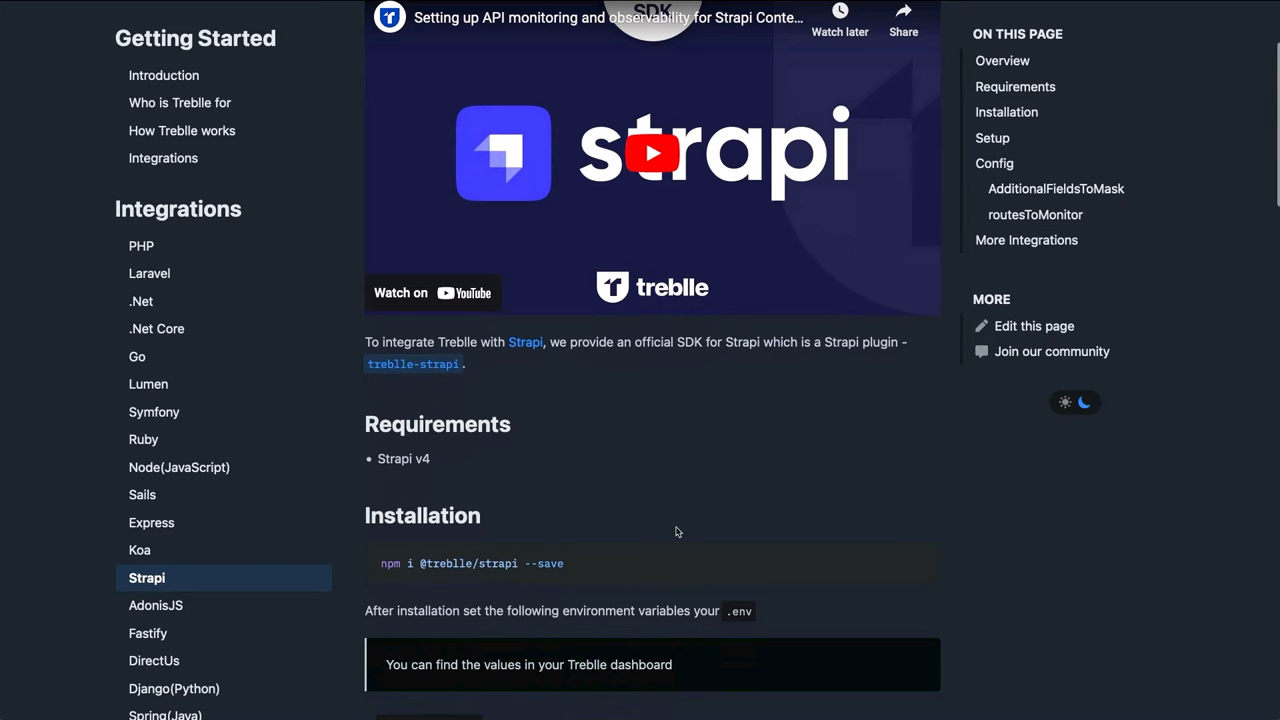 Getting Started
Introduction
Who is Treblle for
How Treblle works
Integrations
Integrations
PHP
Laravel
.Net
.Net Core
Go
Lumen
Symfony
Ruby
Node(JavaScript)
Sails
Express
Koa
Strapi
AdonisJS
Fastify
DirectUs
Django(Python)
Spring(Java)
SDK
Setting up API monitoring and observability for Strapi Conte...
Watch later
Share
strapi
Watch on YouTube
treblle
To integrate Treblle with Strapi, we provide an official SDK for Strapi which is a Strapi plugin -
treblle-strapi.
Requirements
• Strapi v4
Installation
npm i @treblle/strapi --save
After installation set the following environment variables your .env
You can find the values in your Treblle dashboard
ON THIS PAGE
Overview
Requirements
Installation
Setup
Config
AdditionalFieldsToMask
routesToMonitor
More Integrations
MORE
Edit this page
Join our community